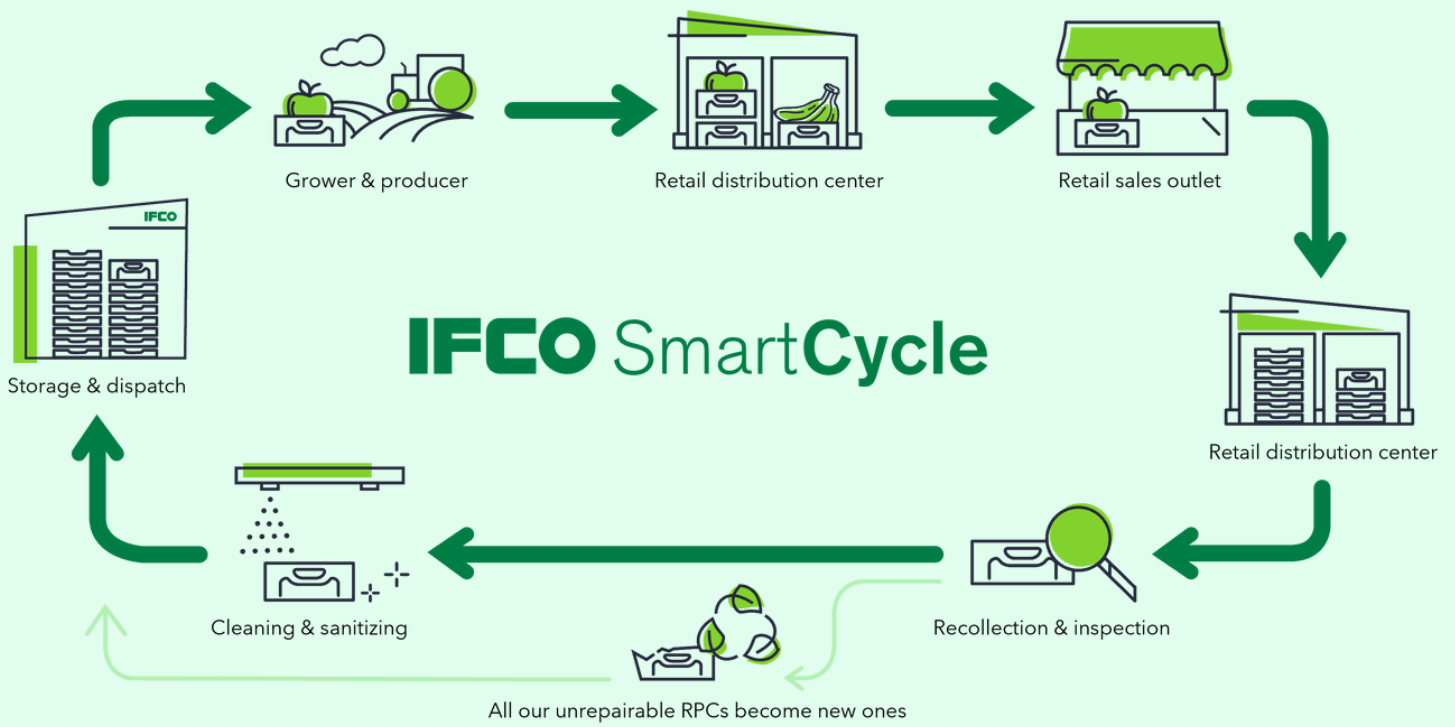 Grower & producer
Retail distribution center
Retail sales outlet
IFCO
Storage & dispatch
IFCO SmartCycle
Retail distribution center
Cleaning & sanitizing
Recollection & inspection
All our unrepairable RPCs become new ones